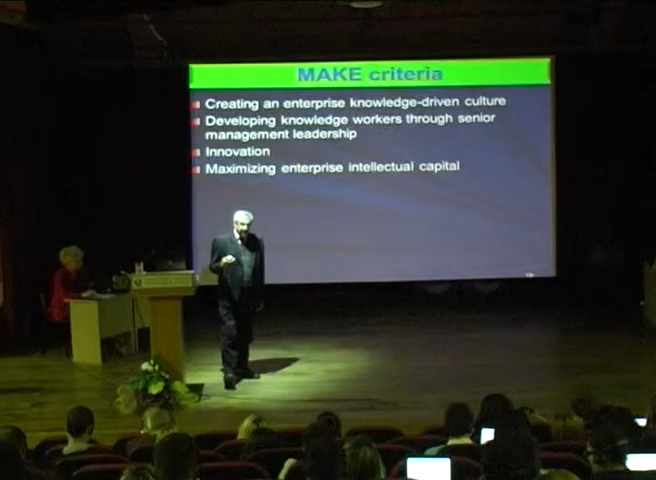 MAKE criteria
Creating an enterprise knowledge-driven culture
Developing knowledge workers through senior
management leadership
Innovation
Maximizing enterprise intellectual capital